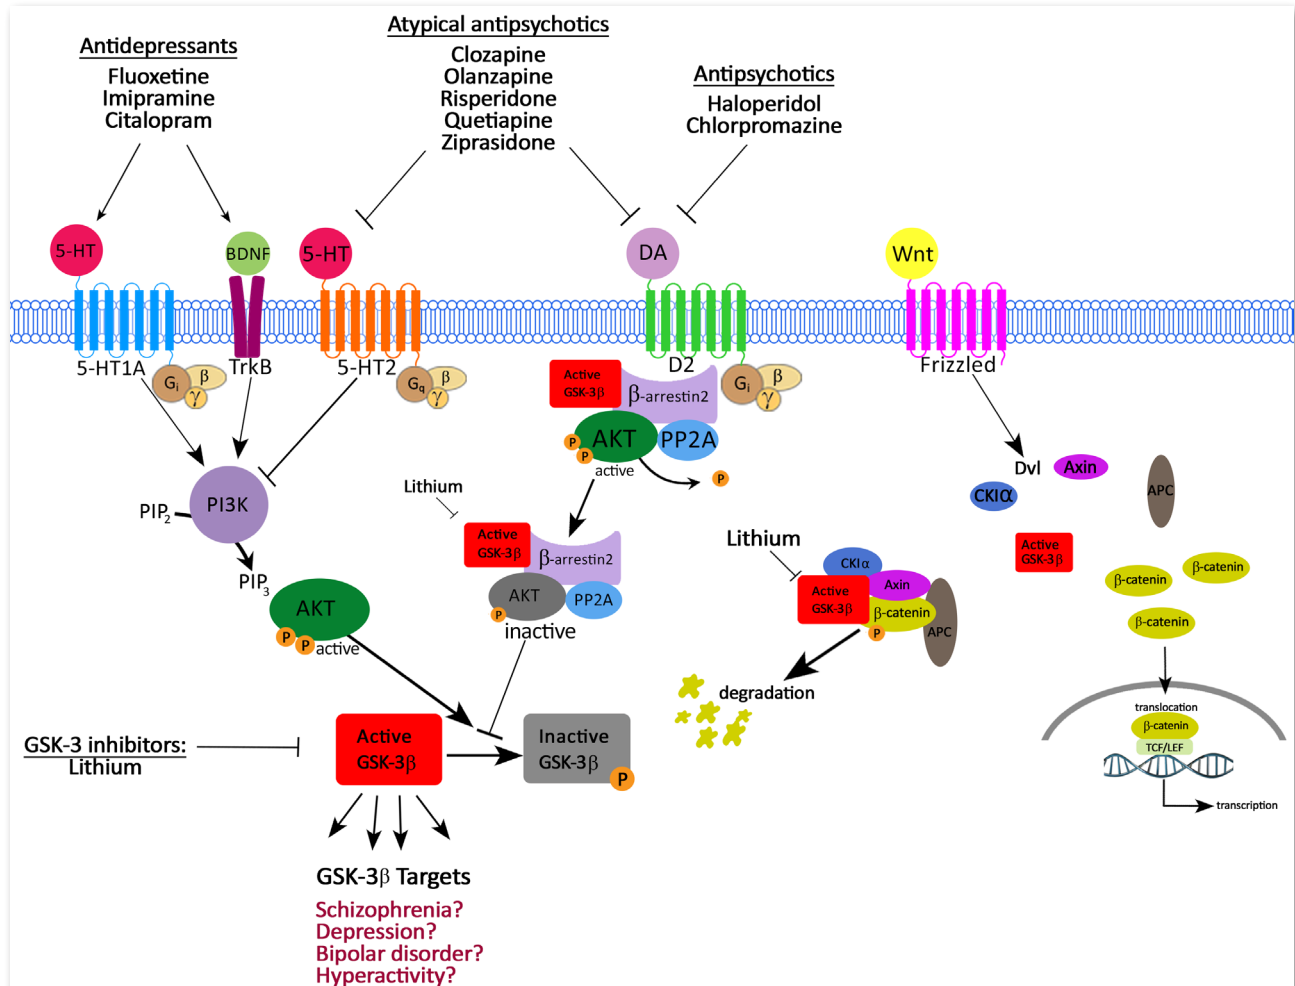 Antidepressants
Fluoxetine
Imipramine
Citalopram
Atypical antipsychotics
Clozapine
Olanzapine
Risperidone
Quetiapine
Ziprasidone
Antipsychotics
Haloperidol
Chlorpromazine
5-HT
BDNF
5-HT
DA
Wnt
5-HT1A
TrkB
5-HT2
D2
Frizzled
Gi
β
γ
Gq
β
γ
Gi
β
γ
Active
GSK-3β
β-arrestin2
AKT
PP2A
P
P
active
P
PI3K
PIP2
PIP3
AKT
P
P
active
Lithium
Active
GSK-3β
β-arrestin2
AKT
PP2A
P
inactive
Lithium
CKIα
Axin
Active
GSK-3β
β-catenin
P
APC
degradation
Dvl
Axin
CKIα
APC
Active
GSK-3β
β-catenin
β-catenin
β-catenin
translocation
β-catenin
TCF/LEF
transcription
GSK-3 inhibitors:
Lithium
Active
GSK-3β
Inactive
GSK-3β
P
GSK-3β Targets
Schizophrenia?
Depression?
Bipolar disorder?
Hyperactivity?